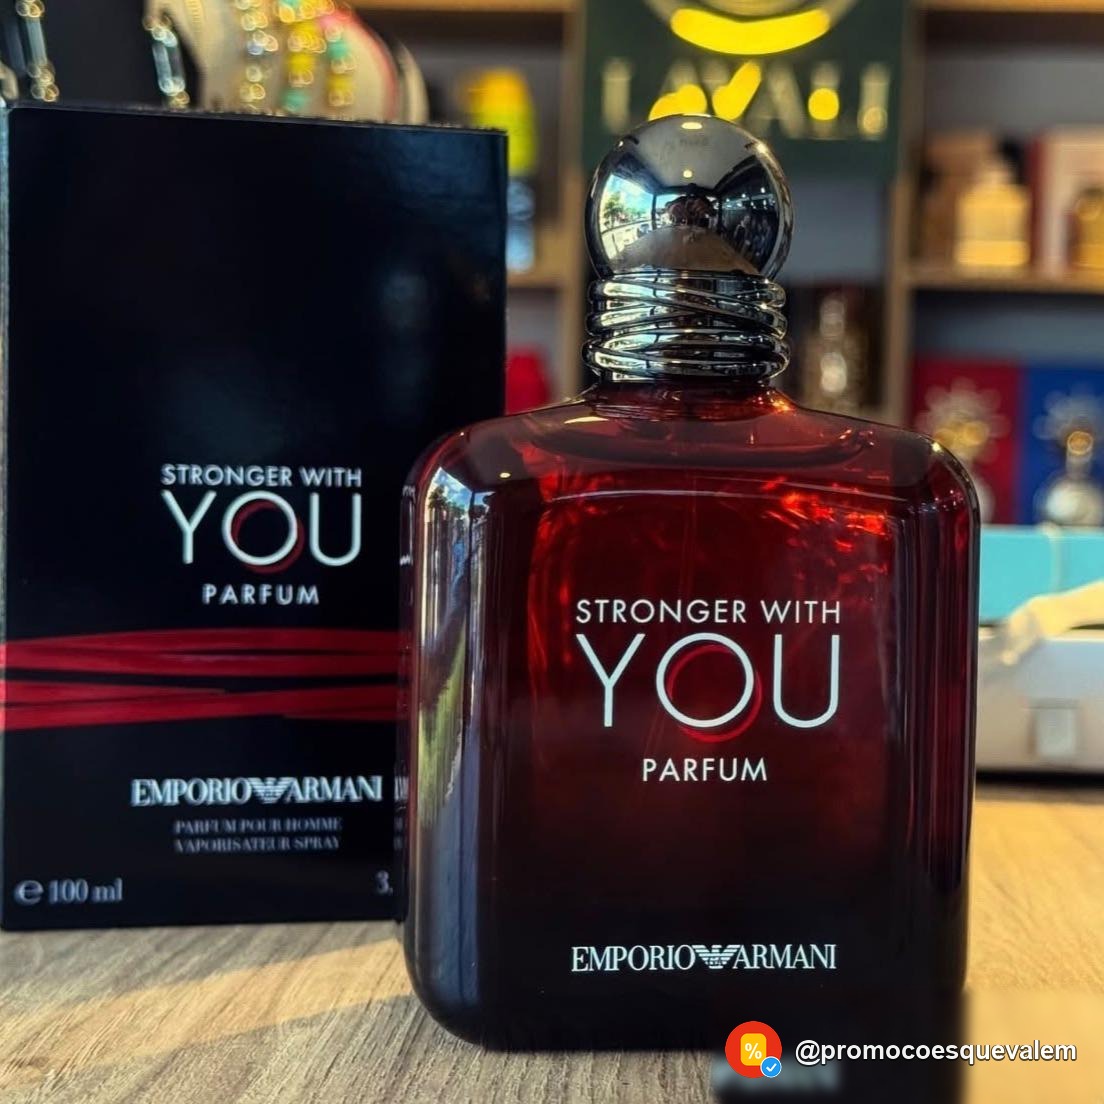 STRONGER WITH
YOU
PARFUM
EMPORIO ARMANI
PARFUM POUR HOMME
VAPORISATEUR SPRAY
e 100 ml
3.
STRONGER WITH
YOU
PARFUM
EMPORIO ARMANI
@promocoesquevalem